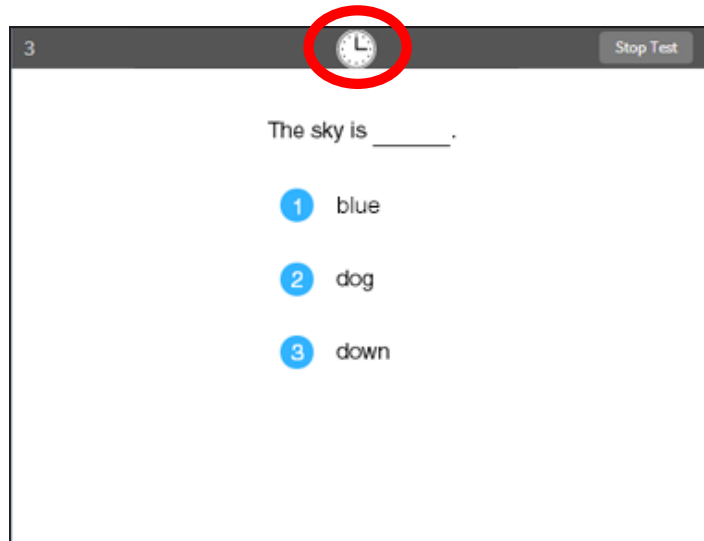 3
Stop Test
The sky is ______.
1 blue
2 dog
3 down